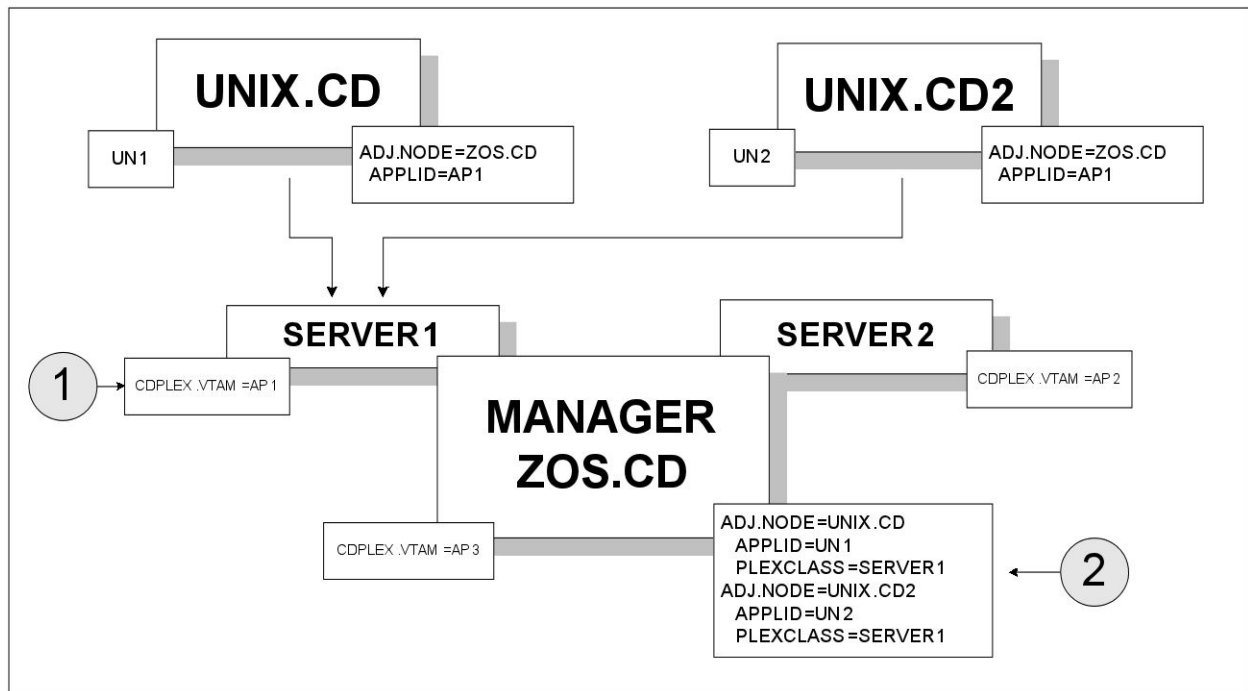 UNIX.CD
UNIX.CD2
UN1
ADJ.NODE=ZOS.CD
APPLID=AP1
UN2
ADJ.NODE=ZOS.CD
APPLID=AP1
SERVER1
SERVER2
1
CDPLEX .VTAM =AP1
CDPLEX .VTAM =AP2
MANAGER
ZOS.CD
CDPLEX .VTAM =AP3
ADJ.NODE=UNIX.CD
APPLID=UN1
PLEXCLASS=SERVER1
ADJ.NODE=UNIX.CD2
APPLID=UN2
PLEXCLASS=SERVER1
2